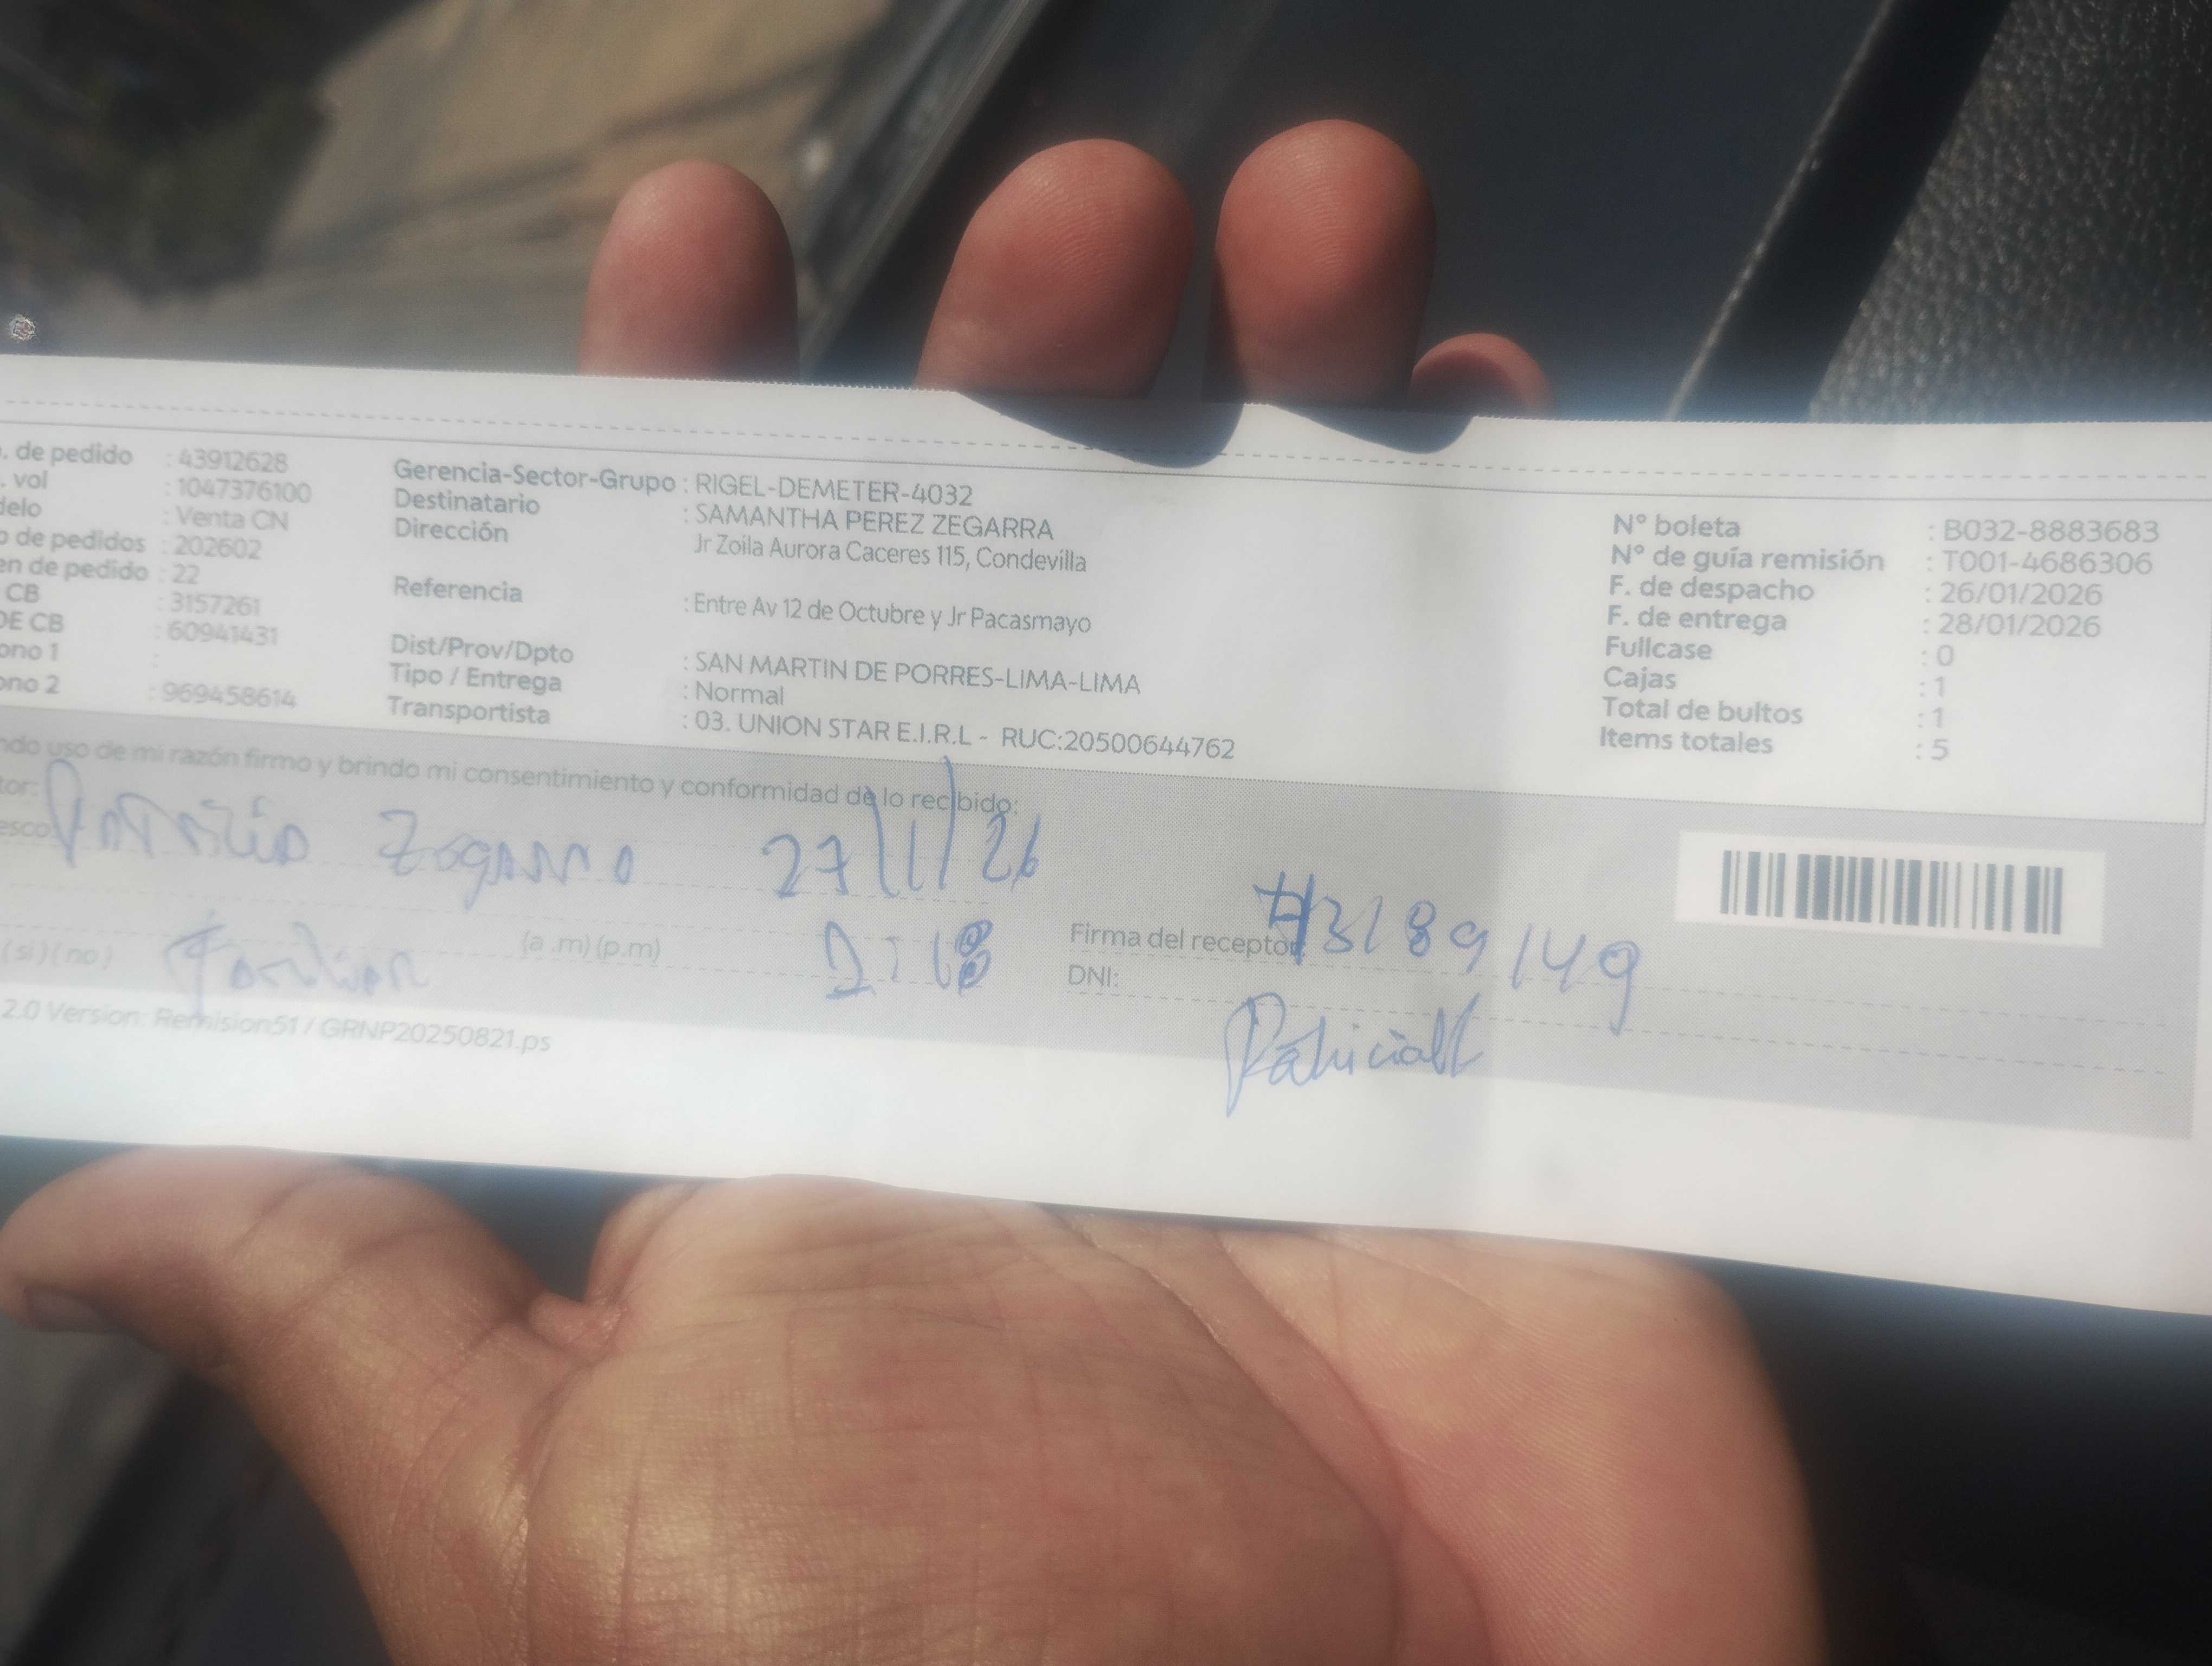 . de pedido : 43912628
. vol : 1047376100
delo : Venta CN
o de pedidos : 202602
en de pedido : 22
CB : 3157261
DE CB : 60941431
ono 1 :
ono 2 : 969458614
Gerencia-Sector-Grupo : RIGEL-DEMETER-4032
Destinatario : SAMANTHA PEREZ ZEGARRA
Dirección Jr Zoila Aurora Caceres 115, Condevilla
Referencia : Entre Av 12 de Octubre y Jr Pacasmayo
Dist/Prov/Dpto : SAN MARTIN DE PORRES-LIMA-LIMA
Tipo / Entrega : Normal
Transportista : 03. UNION STAR E.I.R.L - RUC:20500644762
N° boleta : B032-8883683
N° de guía remisión : T001-4686306
F. de despacho : 26/01/2026
F. de entrega : 28/01/2026
Fullcase : 0
Cajas : 1
Total de bultos : 1
Items totales : 5
ndo uso de mi razón firmo y brindo mi consentimiento y conformidad de lo recibido:
tor:
esco Zegarra 27/1/26
(si) (no) (a .m) (p.m)
Firma del receptor
DNI:
2.0 Version: Remision51 / GRNP20250821.ps